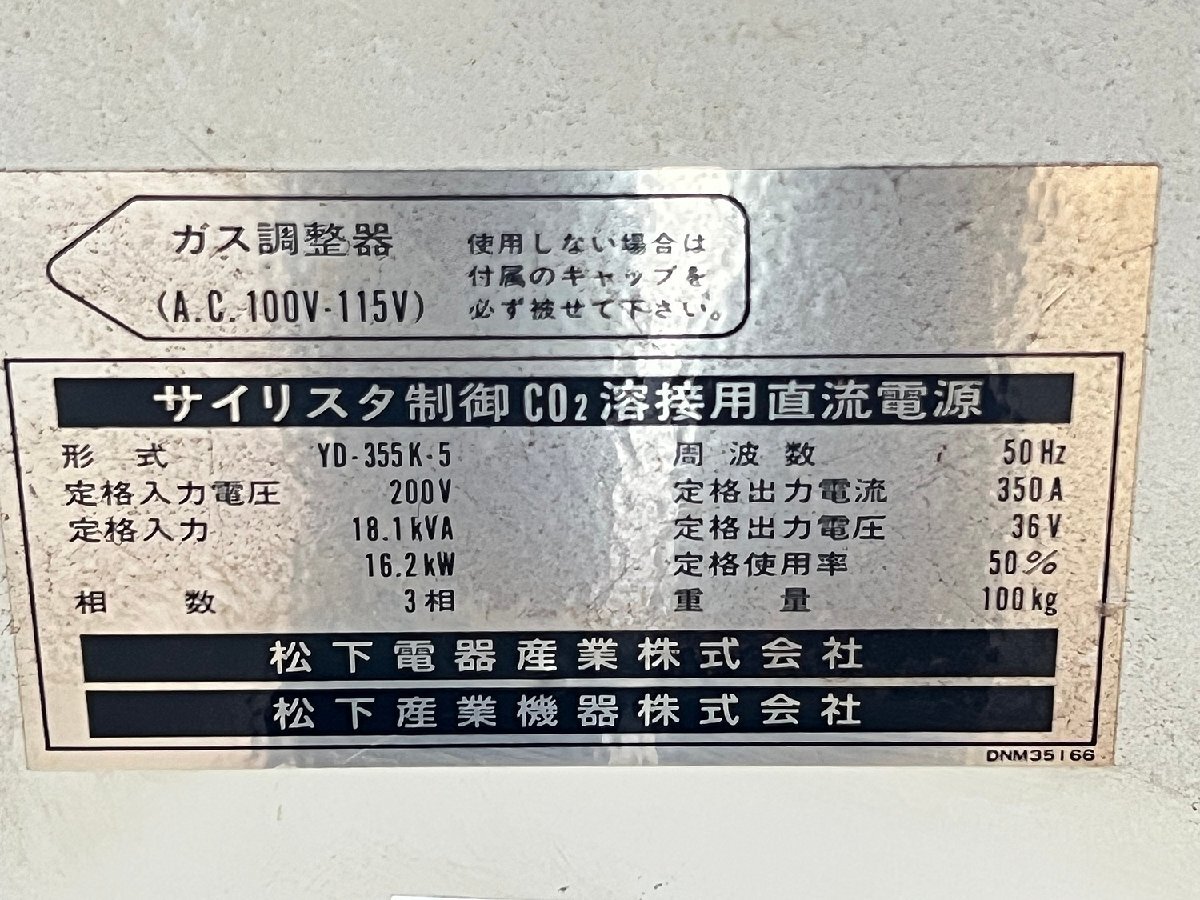 ガス調整器
(A.C.100V-115V)
使用しない場合は
付属のキャップを
必ず被せて下さい。
サイリスタ制御CO₂溶接用直流電源
形式 YD-355K-5
定格入力電圧 200V
定格入力 18.1kVA
16.2kW
相数 3相
周波数 50Hz
定格出力電流 350A
定格出力電圧 36V
定格使用率 50%
重量 100kg
松下電器産業株式会社
松下産業機器株式会社
DNM35166